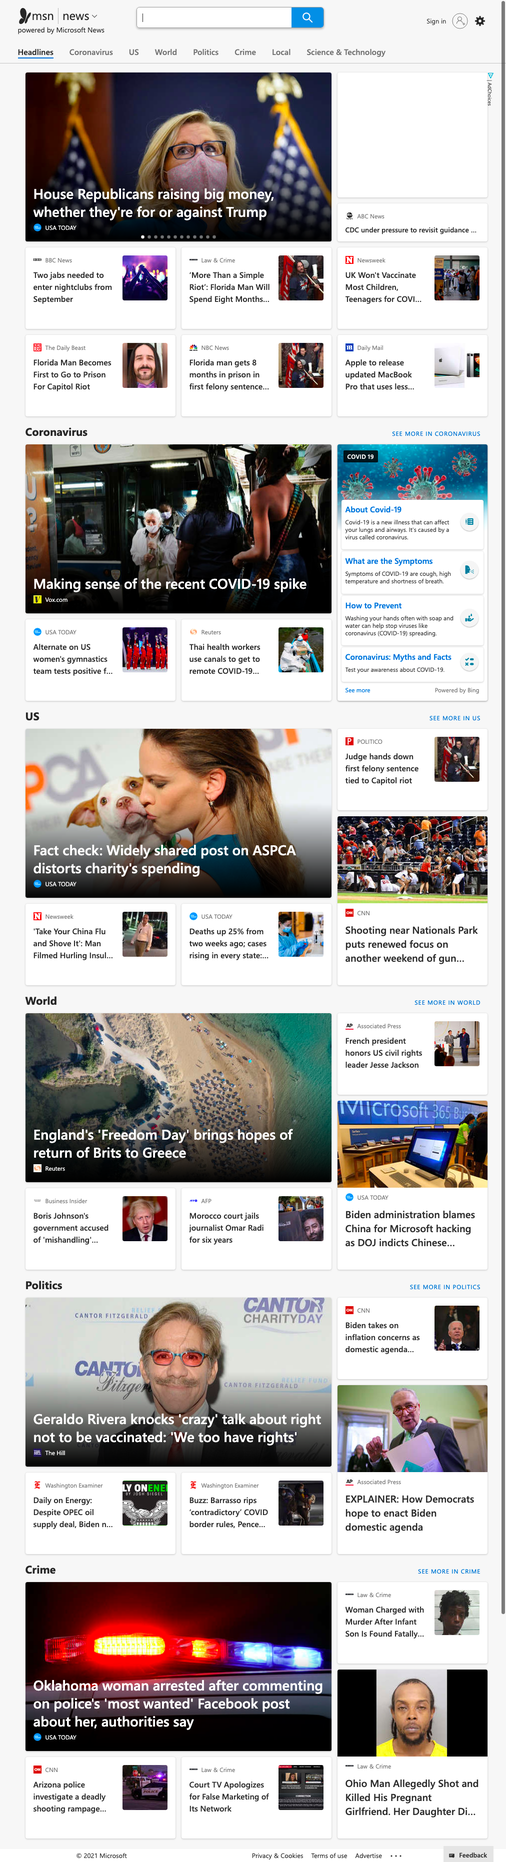 msn | news
powered by Microsoft News
Sign in
Headlines
Coronavirus
US
World
Politics
Crime
Local
Science & Technology
House Republicans raising big money,
whether they're for or against Trump
USA TODAY
AdChoices
ABC News
CDC under pressure to revisit guidance ...
BBC News
Two jabs needed to
enter nightclubs from
September
Law & Crime
'More Than a Simple
Riot': Florida Man Will
Spend Eight Months...
Newsweek
UK Won't Vaccinate
Most Children,
Teenagers for COVI...
The Daily Beast
Florida Man Becomes
First to Go to Prison
For Capitol Riot
NBC News
Florida man gets 8
months in prison in
first felony sentence...
Daily Mail
Apple to release
updated MacBook
Pro that uses less...
Coronavirus
SEE MORE IN CORONAVIRUS
Making sense of the recent COVID-19 spike
Vox.com
COVID 19
About Covid-19
Covid-19 is a new illness that can affect
your lungs and airways. It's caused by a
virus called coronavirus.
What are the Symptoms
Symptoms of COVID-19 are cough, high
temperature and shortness of breath.
How to Prevent
Washing your hands often with soap and
water can help stop viruses like
coronavirus (COVID-19) spreading.
Coronavirus: Myths and Facts
Test your awareness about COVID-19.
See more
Powered by Bing
USA TODAY
Alternate on US
women's gymnastics
team tests positive f...
Reuters
Thai health workers
use canals to get to
remote COVID-19...
US
SEE MORE IN US
Fact check: Widely shared post on ASPCA
distorts charity's spending
USA TODAY
POLITICO
Judge hands down
first felony sentence
tied to Capitol riot
CNN
Shooting near Nationals Park
puts renewed focus on
another weekend of gun...
Newsweek
'Take Your China Flu
and Shove It': Man
Filmed Hurling Insul...
USA TODAY
Deaths up 25% from
two weeks ago; cases
rising in every state:...
World
SEE MORE IN WORLD
England's 'Freedom Day' brings hopes of
return of Brits to Greece
Reuters
Associated Press
French president
honors US civil rights
leader Jesse Jackson
Microsoft 365
USA TODAY
Biden administration blames
China for Microsoft hacking
as DOJ indicts Chinese...
Business Insider
Boris Johnson's
government accused
of 'mishandling'...
AFP
Morocco court jails
journalist Omar Radi
for six years
Politics
SEE MORE IN POLITICS
CANTOR FITZGERALD
RELIEF FUND
CANTOR
CHARITY DAY
CANTOR FITZGERALD
Geraldo Rivera knocks 'crazy' talk about right
not to be vaccinated: 'We too have rights'
The Hill
CNN
Biden takes on
inflation concerns as
domestic agenda...
Associated Press
EXPLAINER: How Democrats
hope to enact Biden
domestic agenda
Washington Examiner
Daily on Energy:
Despite OPEC oil
supply deal, Biden n...
Washington Examiner
Buzz: Barrasso rips
'contradictory' COVID
border rules, Pence...
Crime
SEE MORE IN CRIME
Oklahoma woman arrested after commenting
on police's 'most wanted' Facebook post
about her, authorities say
USA TODAY
Law & Crime
Woman Charged with
Murder After Infant
Son Is Found Fatally...
Law & Crime
Ohio Man Allegedly Shot and
Killed His Pregnant
Girlfriend. Her Daughter Di...
CNN
Arizona police
investigate a deadly
shooting rampage...
Law & Crime
Court TV Apologizes
for False Marketing of
Its Network
© 2021 Microsoft
Privacy & Cookies
Terms of use
Advertise
Feedback